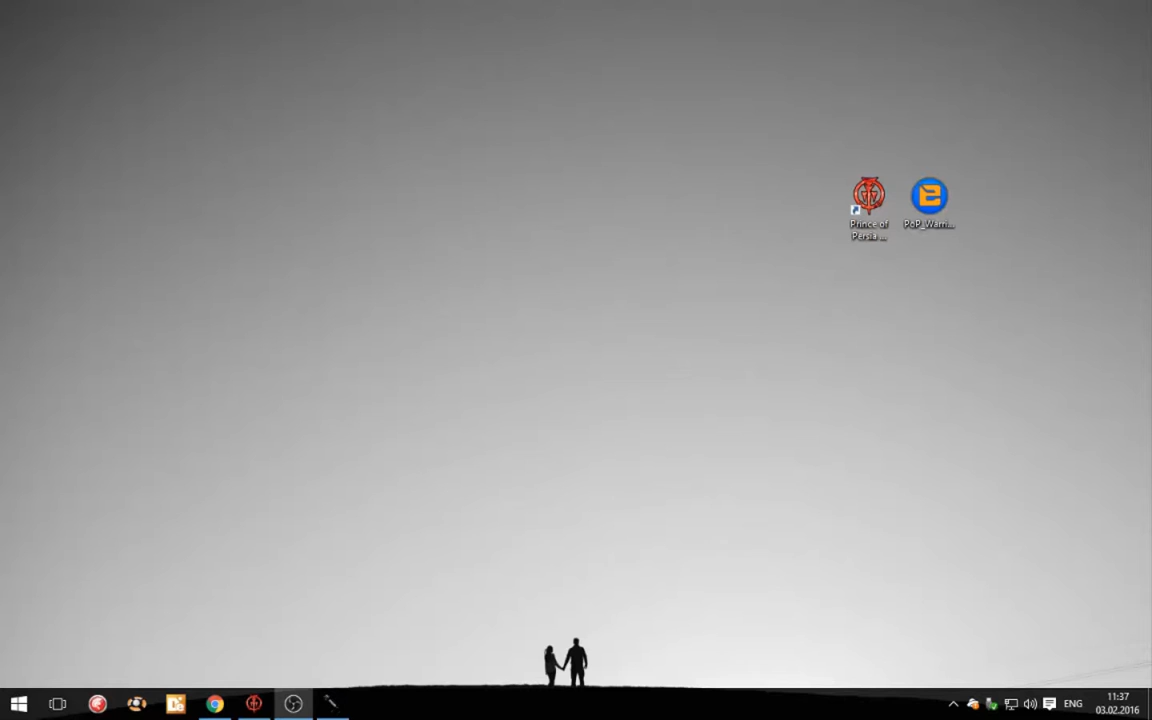 Prince of
Persia ...
PoP_Warri...
ENG
11:37
03.02.2016